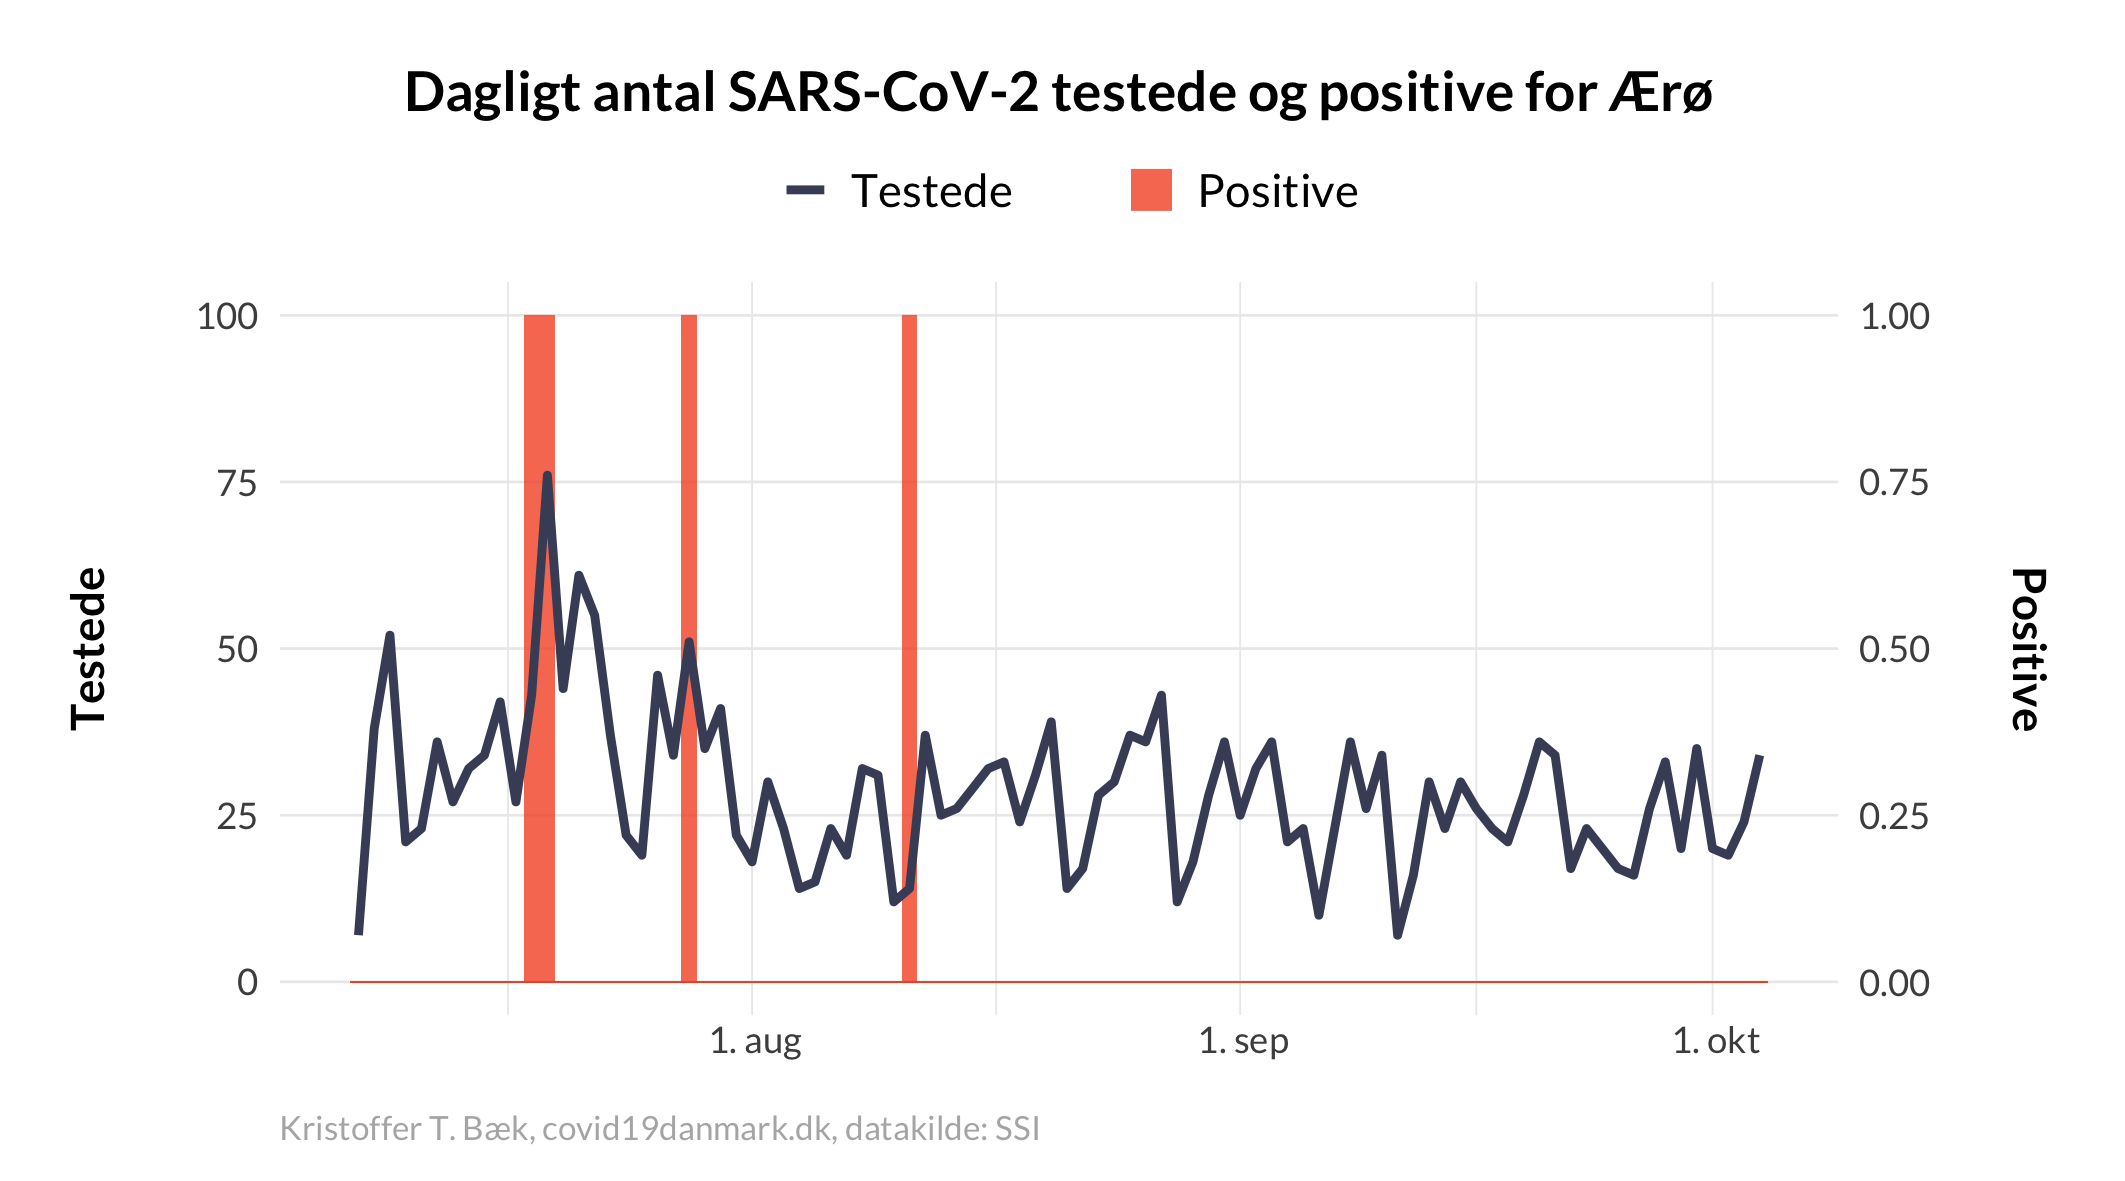 Dagligt antal SARS-CoV-2 testede og positive for Ærø
Testede Positive
100 1.00
75 0.75
50 0.50
25 0.25
0 0.00
Testede
Positive
1. aug 1. sep 1. okt
Kristoffer T. Bæk, covid19danmark.dk, datakilde: SSI